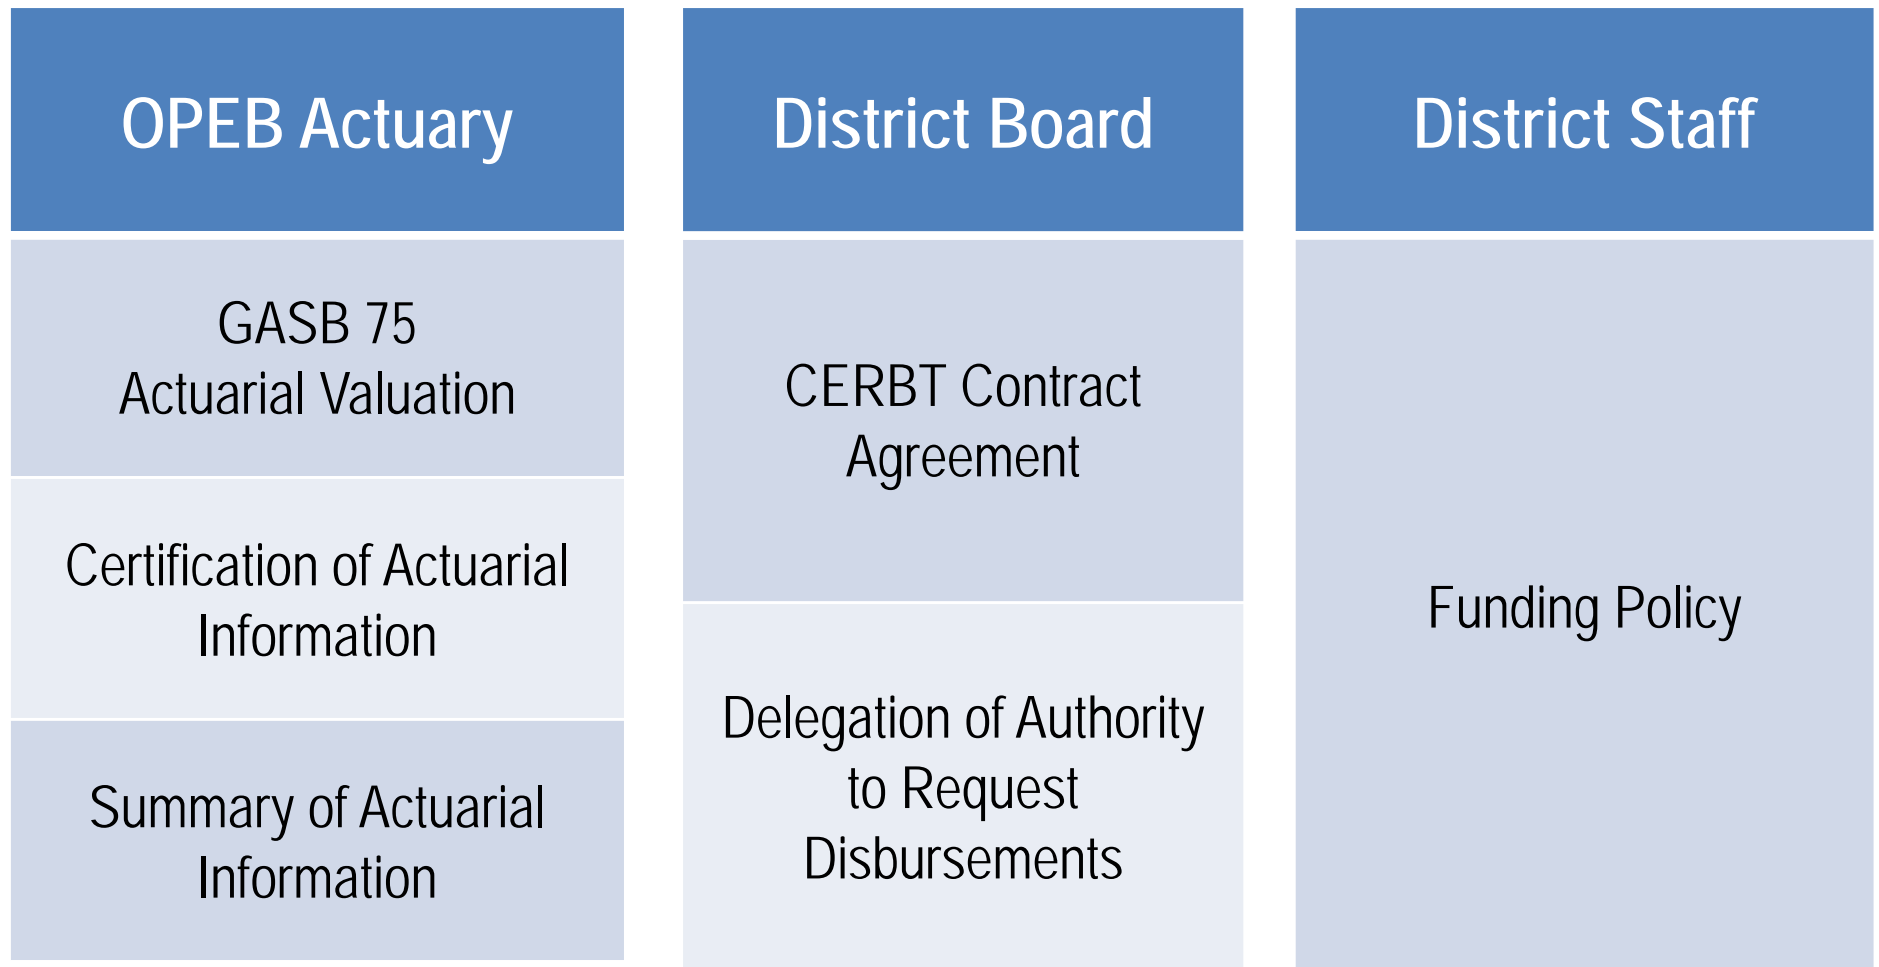 OPEB Actuary
GASB 75
Actuarial Valuation
Certification of Actuarial
Information
Summary of Actuarial
Information
District Board
CERBT Contract
Agreement
Delegation of Authority
to Request
Disbursements
District Staff
Funding Policy